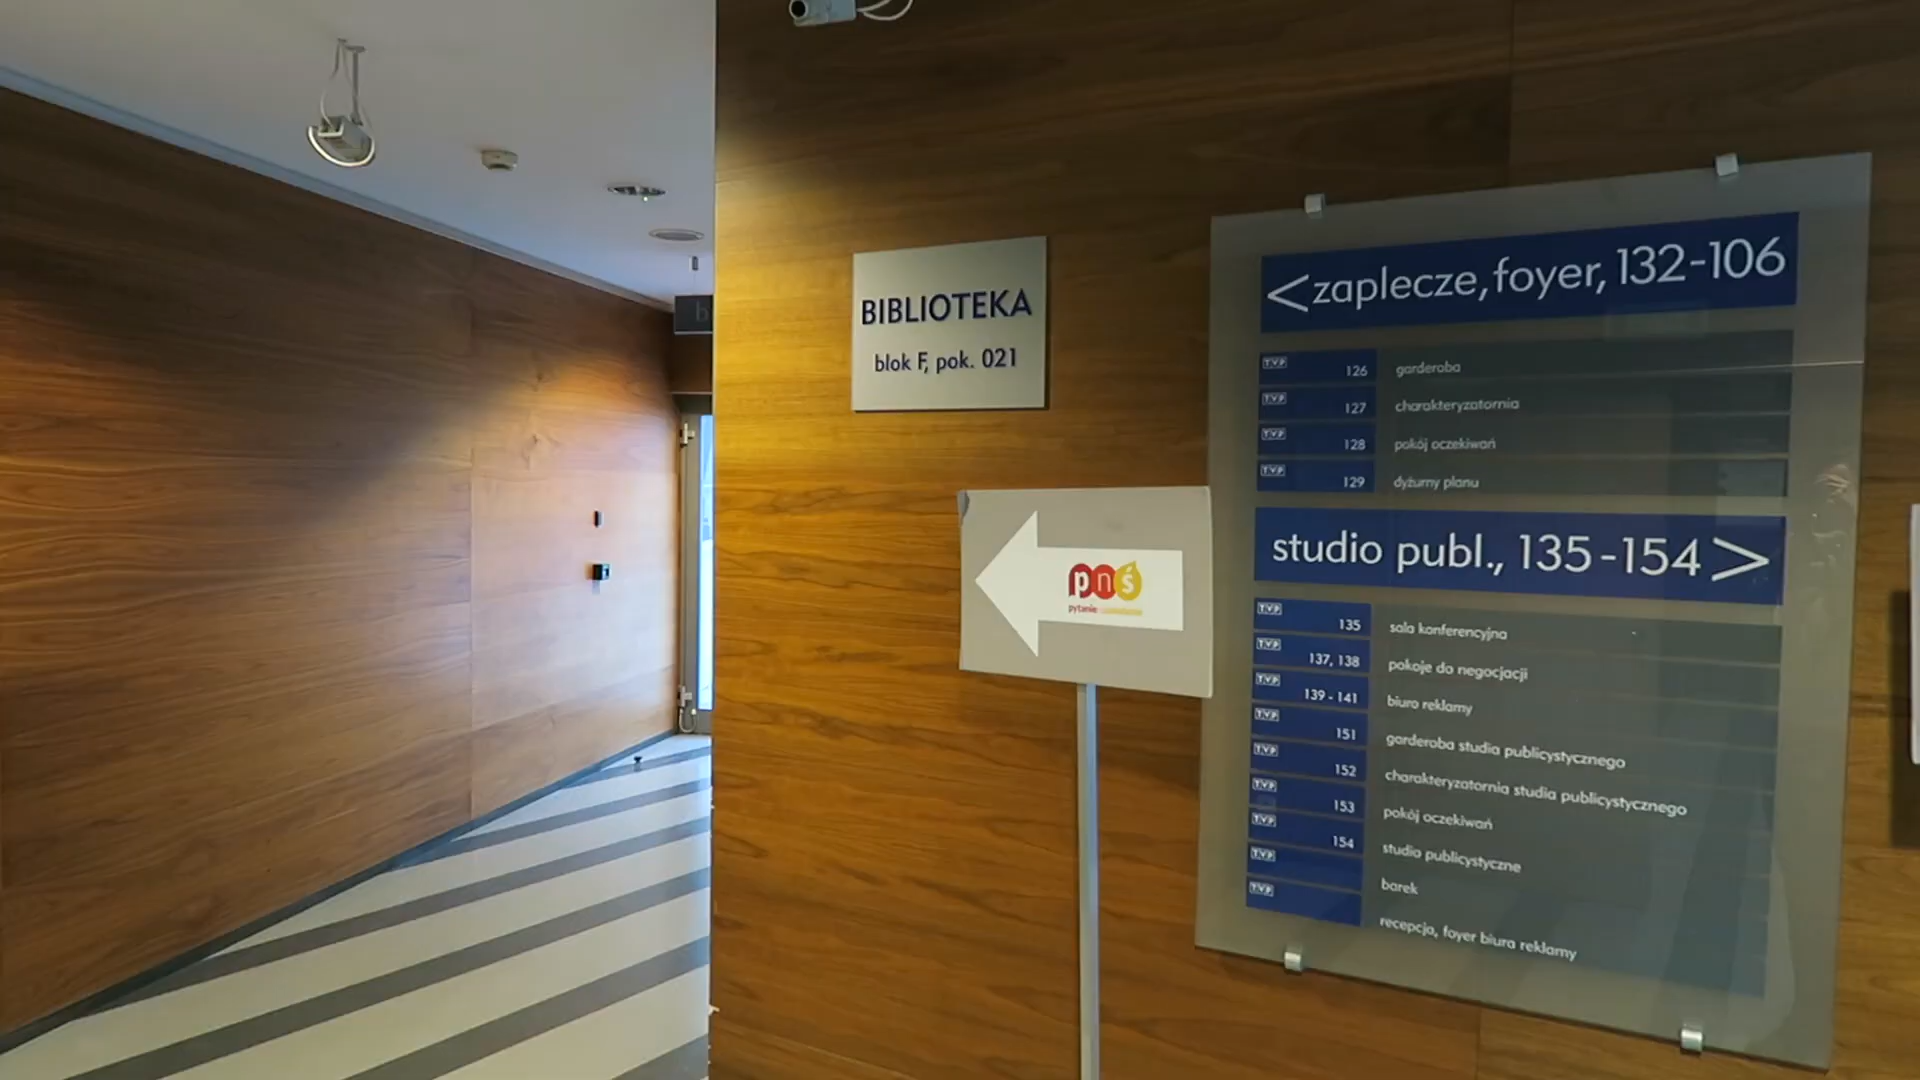 BIBLIOTEKA
blok F, pok. 021
pnś
pytanie
< zaplecze, foyer, 132-106
TVP 126 garderoba
TVP 127 charakteryzatornia
TVP 128 pokój oczekiwań
TVP 129 dyżurny planu
studio publ., 135-154 >
TVP 135 sala konferencyjna
TVP 137, 138 pokoje do negocjacji
TVP 139 - 141 biuro reklamy
TVP 151 garderoba studia publicystycznego
TVP 152 charakteryzatornia studia publicystycznego
TVP 153 pokój oczekiwań
TVP 154 studio publicystyczne
TVP barek
TVP recepcja, foyer biura reklamy